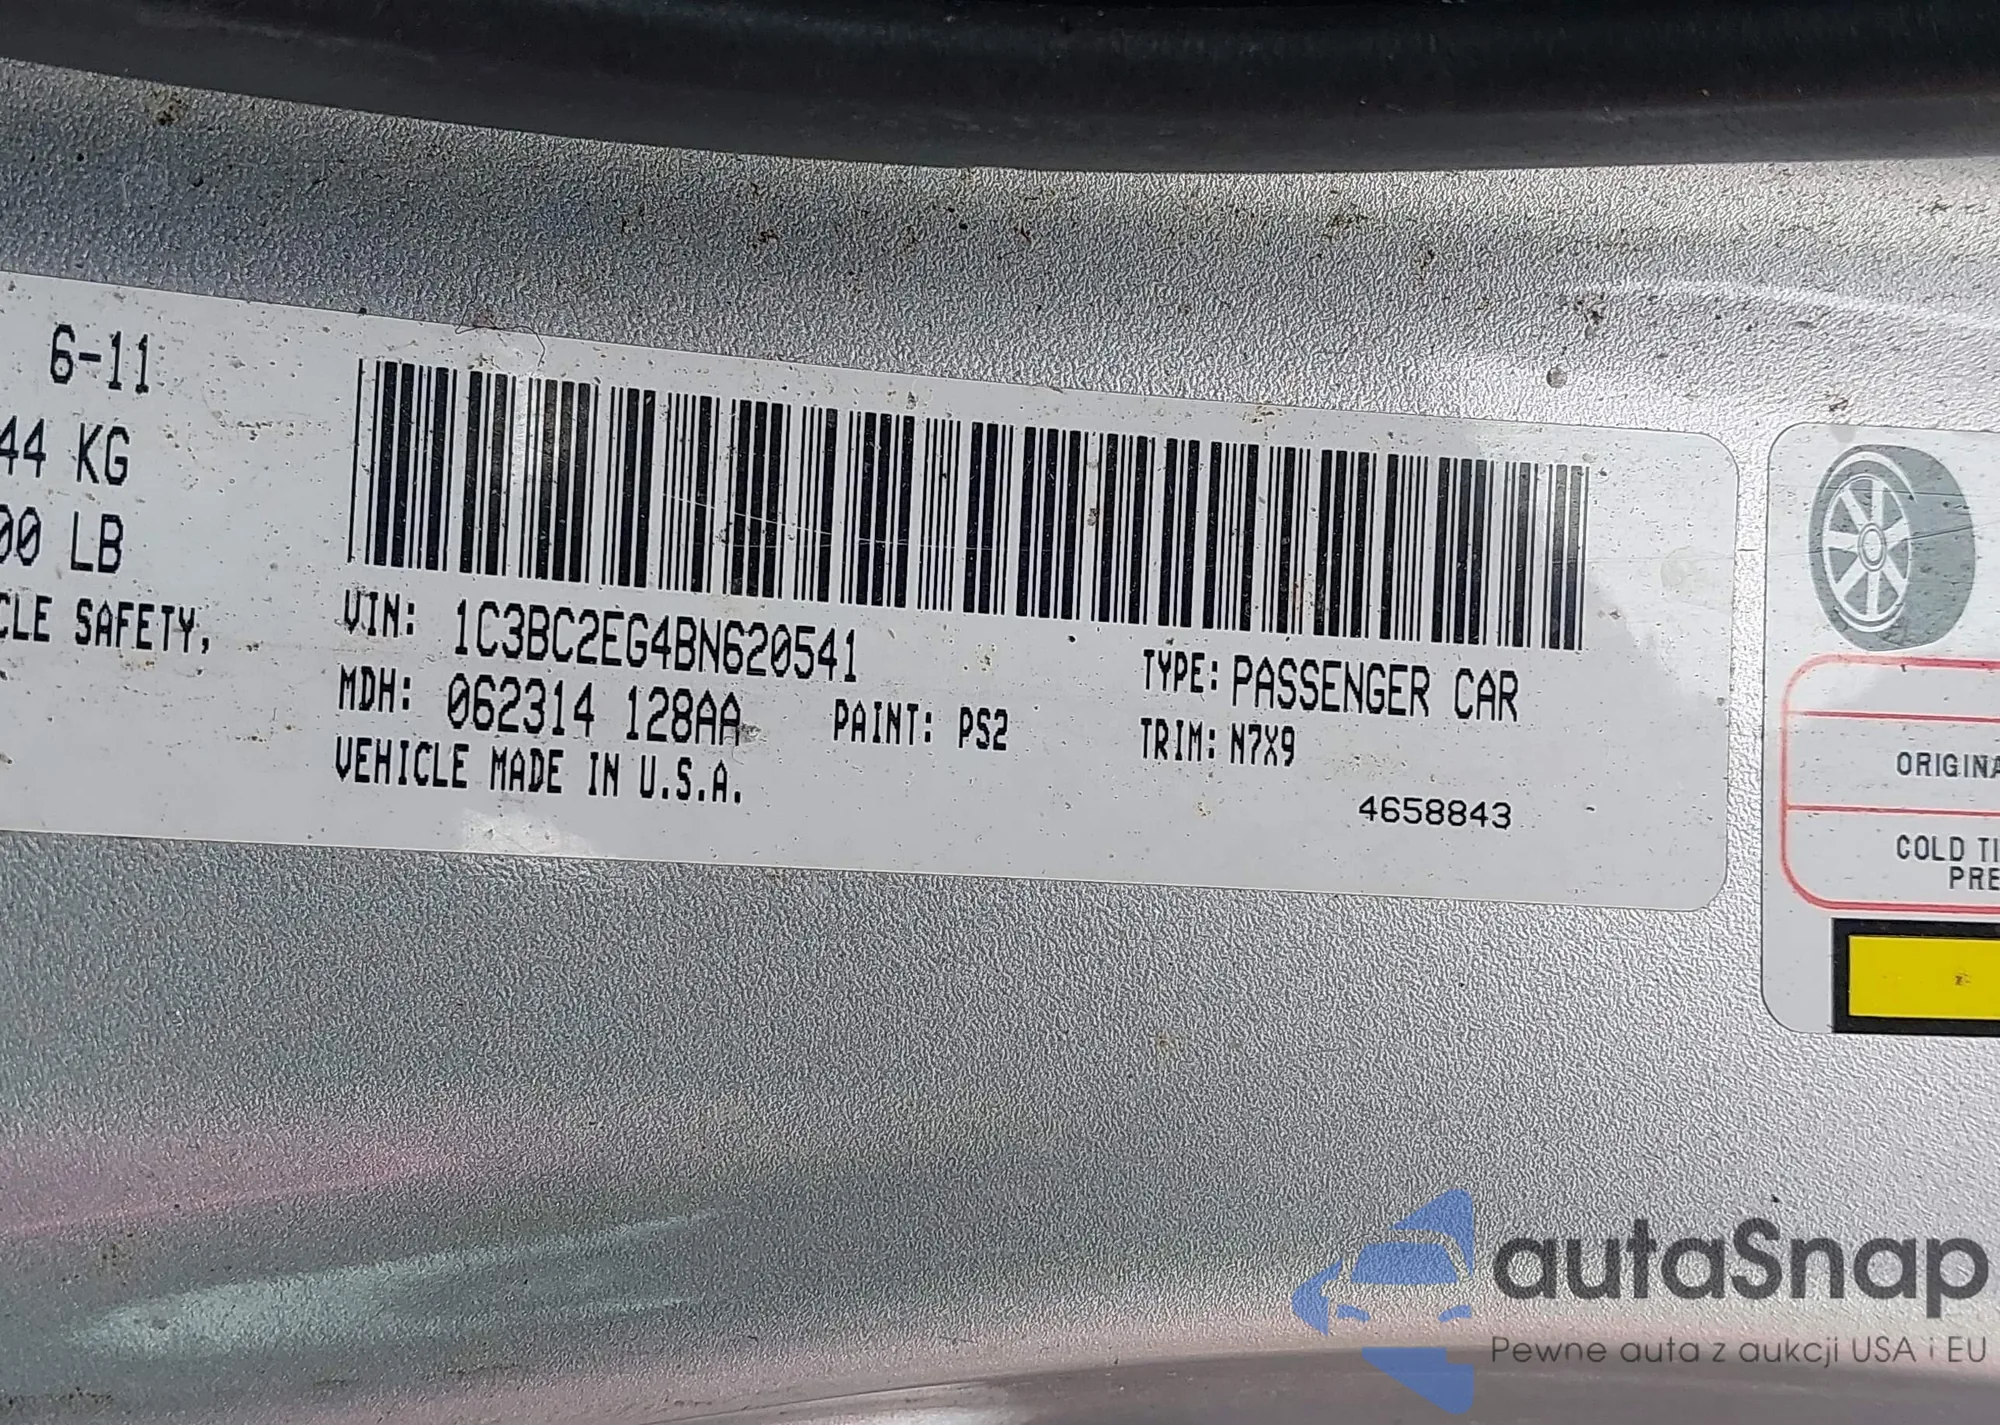 6-11
44 KG
00 LB
CLE SAFETY,
VIN: 1C3BC2EG4BN620541
MDH: 062314 128AA
PAINT: PS2
VEHICLE MADE IN U.S.A.
TYPE: PASSENGER CAR
TRIM: N7X9
4658843
ORIGINA
COLD TI
PRE
autaSnap
Pewne auta z aukcji USA i EU